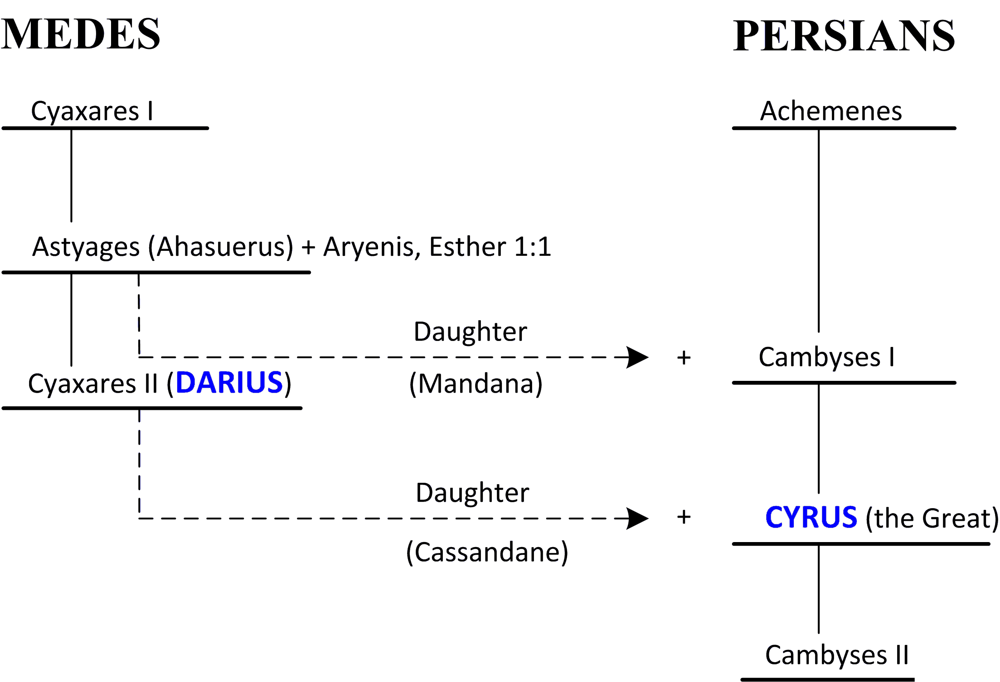 MEDES
PERSIANS
Cyaxares I
Achemenes
Astyages (Ahasuerus) + Aryenis, Esther 1:1
Daughter
+
Cambyses I
(Mandana)
Cyaxares II (DARIUS)
Daughter
+
CYRUS (the Great)
(Cassandane)
Cambyses II